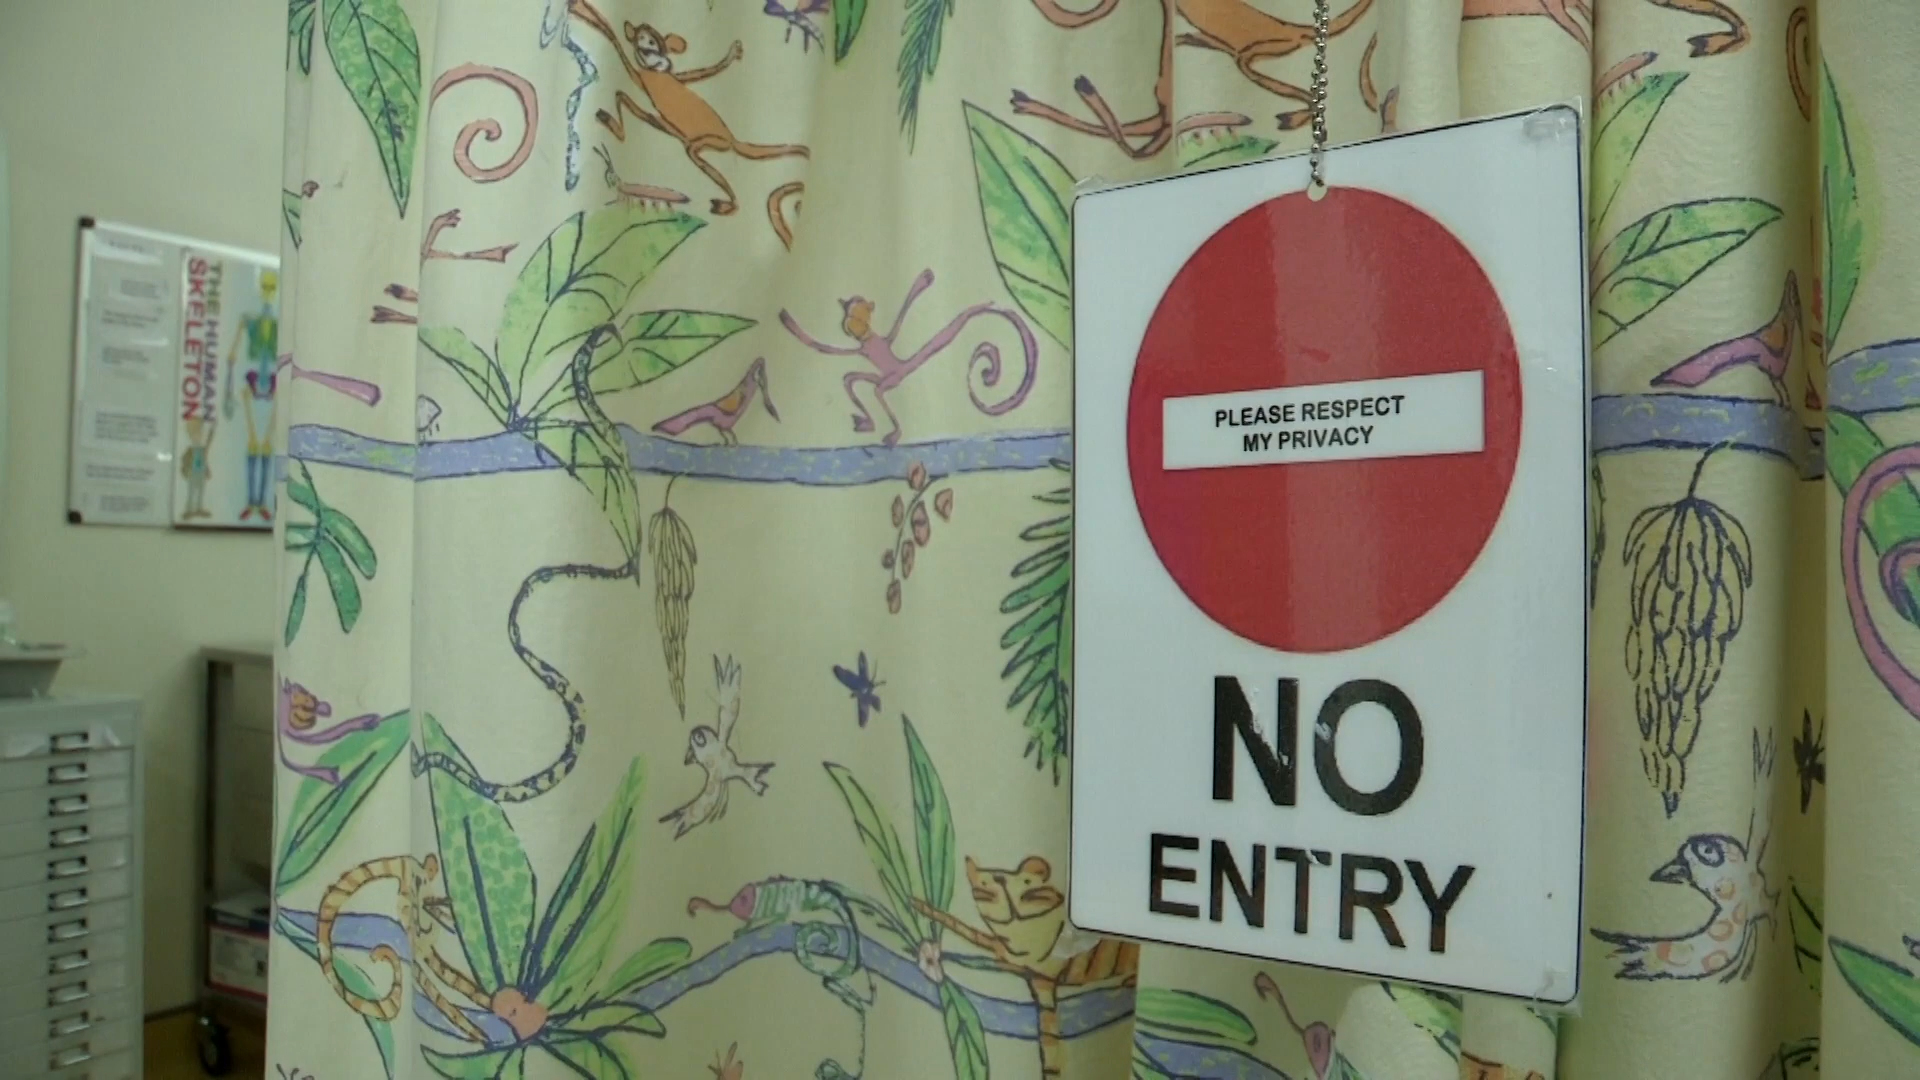 THE HUMAN
SKELETON
PLEASE RESPECT
MY PRIVACY
NO
ENTRY